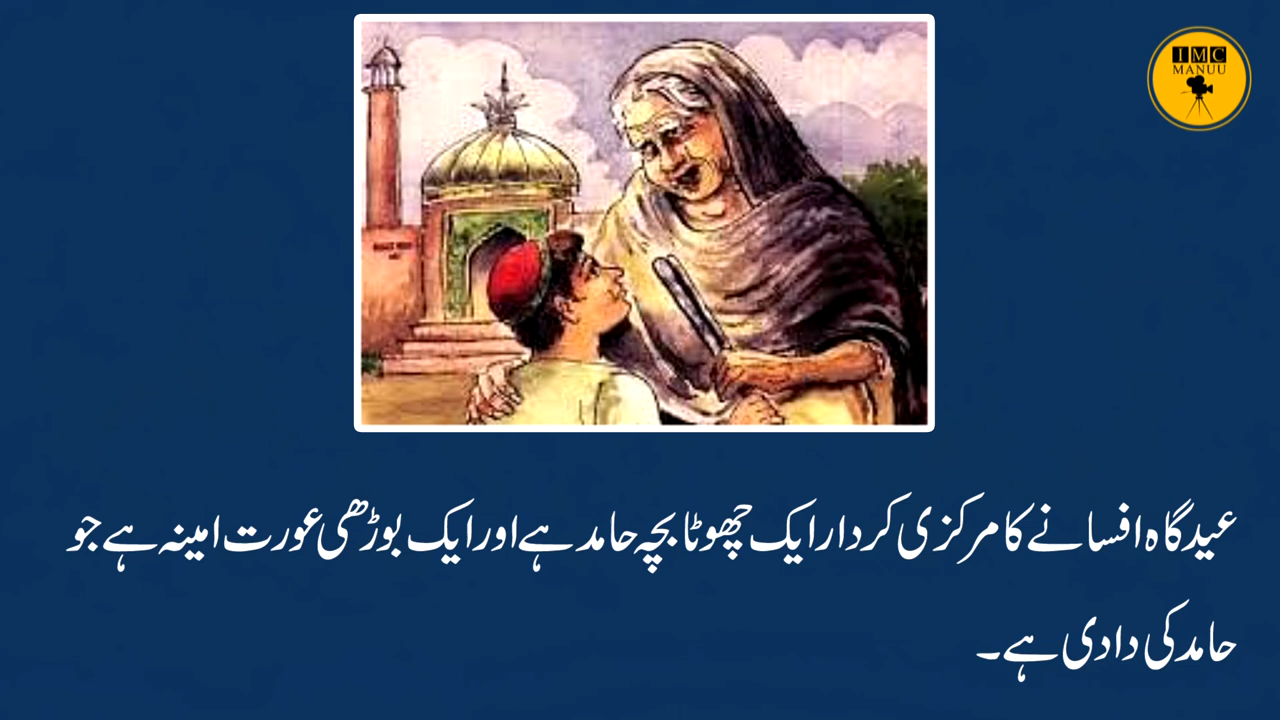 IMC
MANUU
عیدگاہ افسانے کا مرکزی کردار ایک چھوٹا بچہ حامد ہے اور ایک بوڑھی عورت امینہ ہے جو
حامد کی دادی ہے۔